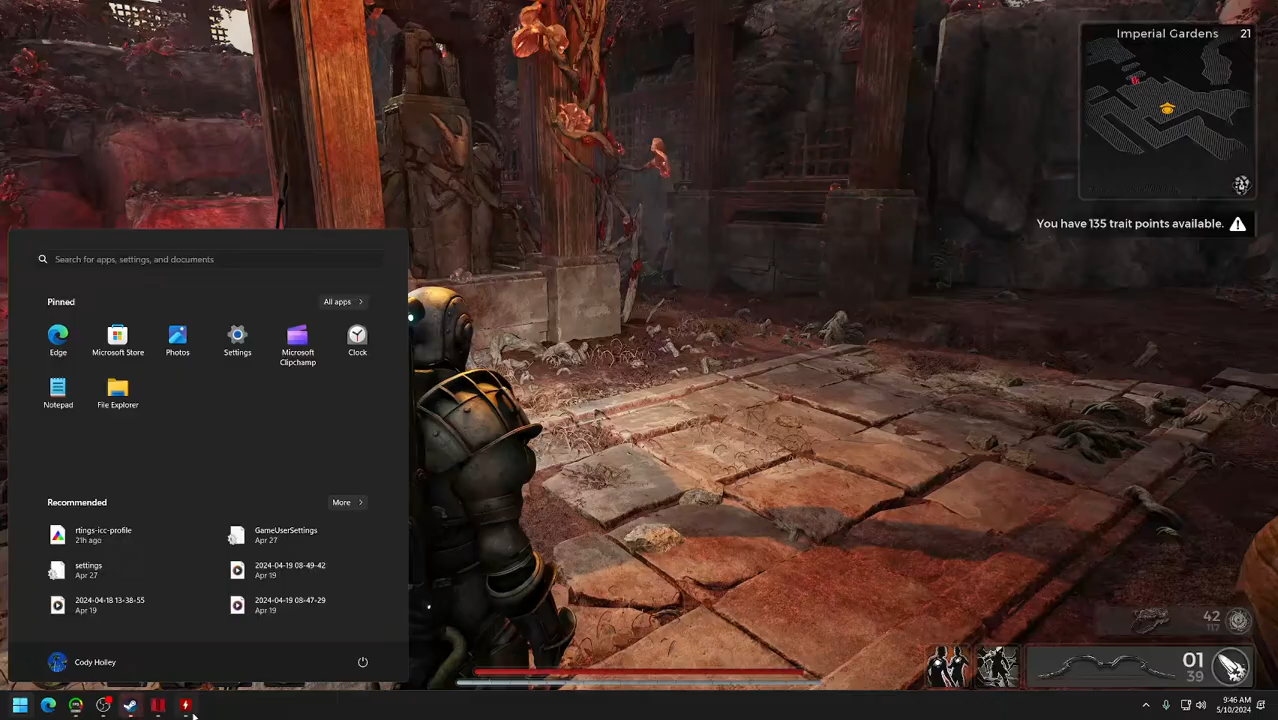 Imperial Gardens 21
You have 135 trait points available.
Search for apps, settings, and documents
Pinned
All apps
Edge
Microsoft Store
Photos
Settings
Microsoft
Clipchamp
Clock
Notepad
File Explorer
Recommended
More
rtings-icc-profile
21h ago
GameUserSettings
Apr 27
settings
Apr 27
2024-04-19 08-49-42
Apr 19
2024-04-18 13-38-55
Apr 19
2024-04-19 08-47-29
Apr 19
Cody Holley
42
117
01
39
9:46 AM
5/10/2024